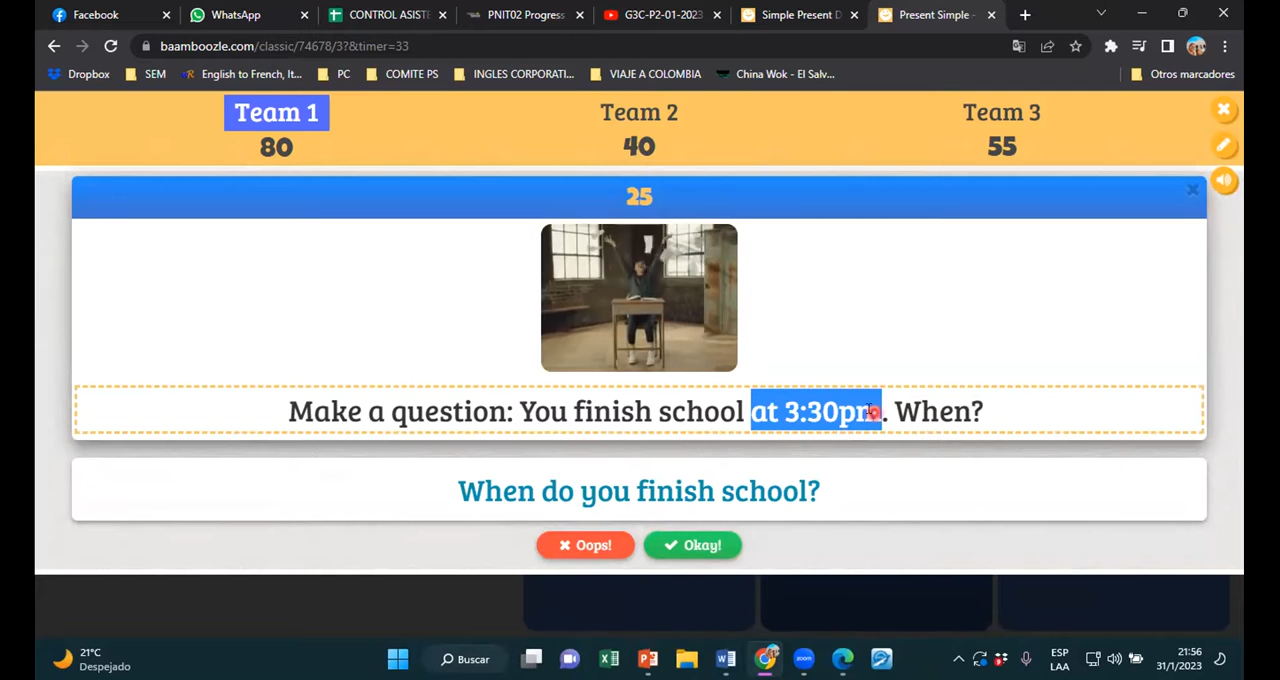 Facebook
WhatsApp
CONTROL ASISTE
PNIT02 Progress
G3C-P2-01-2023
Simple Present D
Present Simple -
baamboozle.com/classic/74678/3?&timer=33
Dropbox
SEM
English to French, It...
PC
COMITE PS
INGLES CORPORATI...
VIAJE A COLOMBIA
China Wok - El Salv...
Otros marcadores
Team 1
Team 2
Team 3
80
40
55
25
Make a question: You finish school at 3:30pm. When?
When do you finish school?
Oops!
Okay!
21°C
Despejado
Buscar
zoom
ESP
LAA
21:56
31/1/2023